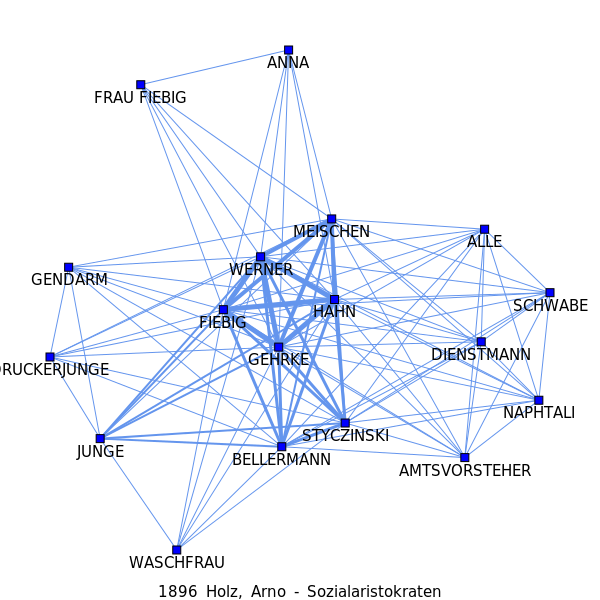 ANNA
FRAU FIEBIG
MEISCHEN
ALLE
WERNER
GENDARM
SCHWABE
HAHN
FIEBIG
DIENSTMANN
GEHRKE
RUCKERJUNGE
NAPHTALI
STYCZINSKI
JUNGE
BELLERMANN
AMTSVORSTEHER
WASCHFRAU
1896 Holz, Arno - Sozialaristokraten